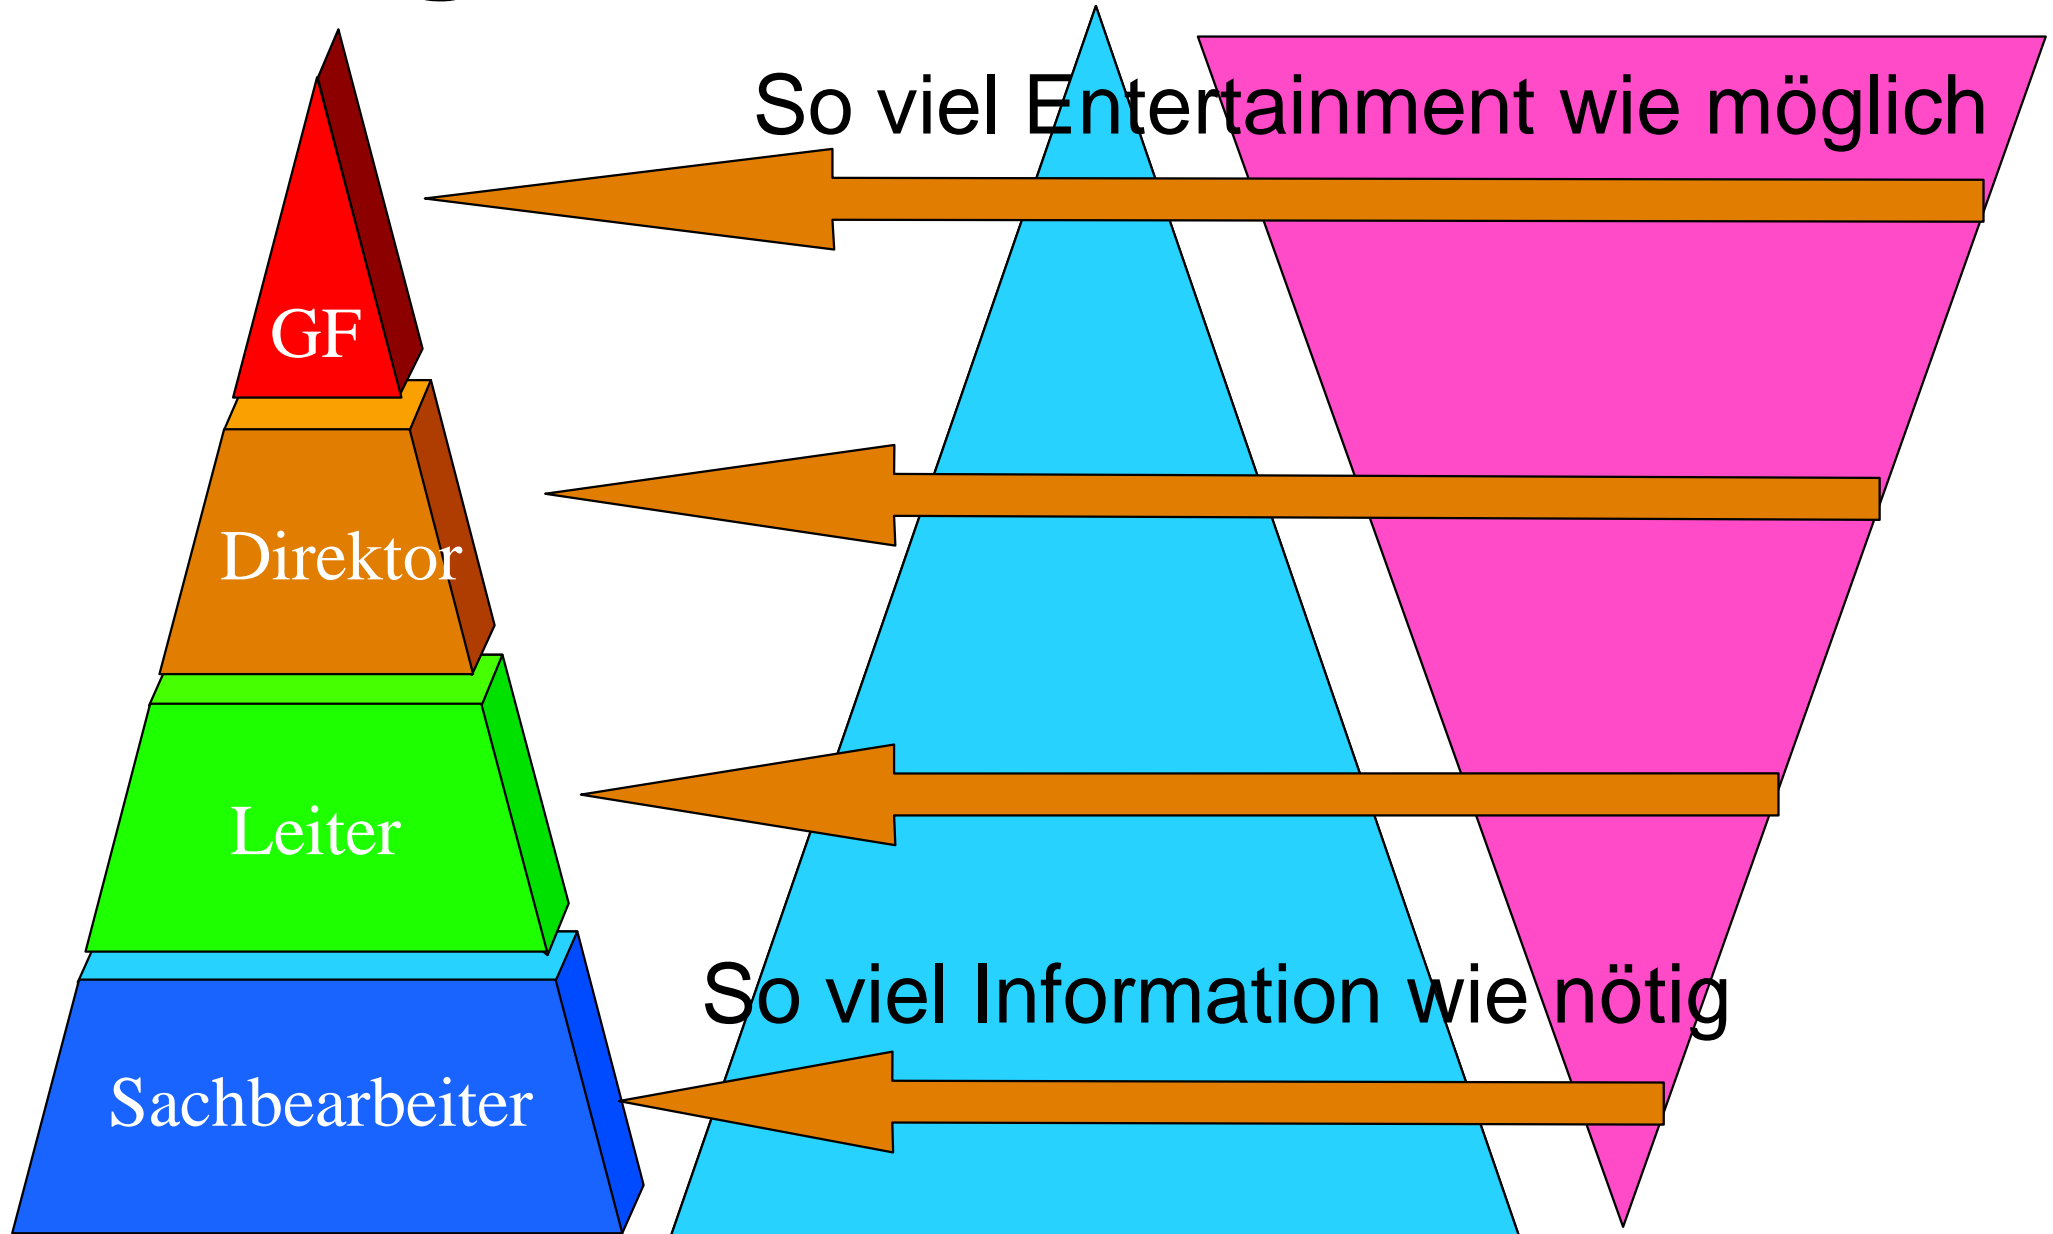 So viel Entertainment wie möglich
GF
Direktor
Leiter
So viel Information wie nötig
Sachbearbeiter